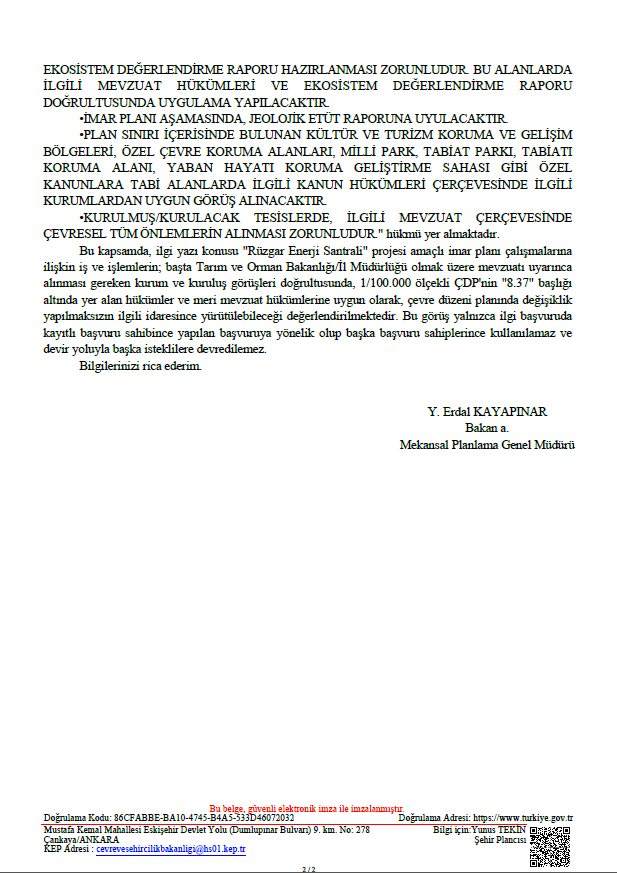 EKOSİSTEM DEĞERLENDİRME RAPORU HAZIRLANMASI ZORUNLUDUR. BU ALANLARDA
İLGİLİ MEVZUAT HÜKÜMLERİ VE EKOSİSTEM DEĞERLENDİRME RAPORU
DOĞRULTUSUNDA UYGULAMA YAPILACAKTIR.
•İMAR PLANI AŞAMASINDA, JEOLOJİK ETÜT RAPORUNA UYULACAKTIR.
•PLAN SINIRI İÇERİSİNDE BULUNAN KÜLTÜR VE TURİZM KORUMA VE GELİŞİM
BÖLGELERİ, ÖZEL ÇEVRE KORUMA ALANLARI, MİLLİ PARK, TABİAT PARKI, TABİATI
KORUMA ALANI, YABAN HAYATI KORUMA GELİŞTİRME SAHASI GİBİ ÖZEL
KANUNLARA TABİ ALANLARDA İLGİLİ KANUN HÜKÜMLERİ ÇERÇEVESİNDE İLGİLİ
KURUMLARDAN UYGUN GÖRÜŞ ALINACAKTIR.
•KURULMUŞ/KURULACAK TESİSLERDE, İLGİLİ MEVZUAT ÇERÇEVESİNDE
ÇEVRESEL TÜM ÖNLEMLERİN ALINMASI ZORUNLUDUR." hükmü yer almaktadır.
Bu kapsamda, ilgi yazı konusu "Rüzgar Enerji Santrali" projesi amaçlı imar planı çalışmalarına
ilişkin iş ve işlemlerin; başta Tarım ve Orman Bakanlığı/İl Müdürlüğü olmak üzere mevzuatı uyarınca
alınması gereken kurum ve kuruluş görüşleri doğrultusunda, 1/100.000 ölçekli ÇDP'nin "8.37" başlığı
altında yer alan hükümler ve meri mevzuat hükümlerine uygun olarak, çevre düzeni planında değişiklik
yapılmaksızın ilgili idaresince yürütülebileceği değerlendirilmektedir. Bu görüş yalnızca ilgi başvuruda
kayıtlı başvuru sahibince yapılan başvuruya yönelik olup başka başvuru sahiplerince kullanılamaz ve
devir yoluyla başka isteklilere devredilemez.
Bilgilerinizi rica ederim.
Y. Erdal KAYAPINAR
Bakan a.
Mekansal Planlama Genel Müdürü
Bu belge, güvenli elektronik imza ile imzalanmıştır.
Doğrulama Kodu: 86CFABBE-BA10-4745-B4A5-533D46072032 Doğrulama Adresi: https://www.turkiye.gov.tr
Mustafa Kemal Mahallesi Eskişehir Devlet Yolu (Dumlupınar Bulvarı) 9. km. No: 278 Bilgi için:Yunus TEKİN
Çankaya/ANKARA Şehir Plancısı
KEP Adresi : cevrevesehircilikbakanligi@hs01.kep.tr
2 / 2